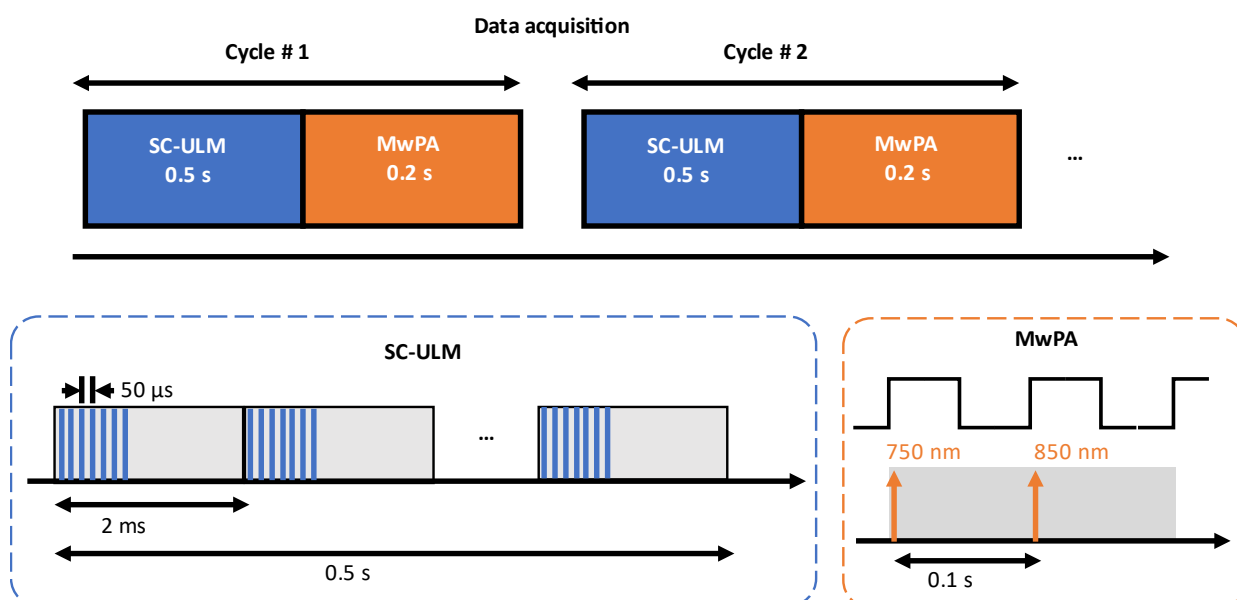 Data acquisition
Cycle # 1
Cycle # 2
SC-ULM
0.5 s
MwPA
0.2 s
SC-ULM
0.5 s
MwPA
0.2 s
...
SC-ULM
50 µs
...
2 ms
0.5 s
MwPA
750 nm
850 nm
0.1 s